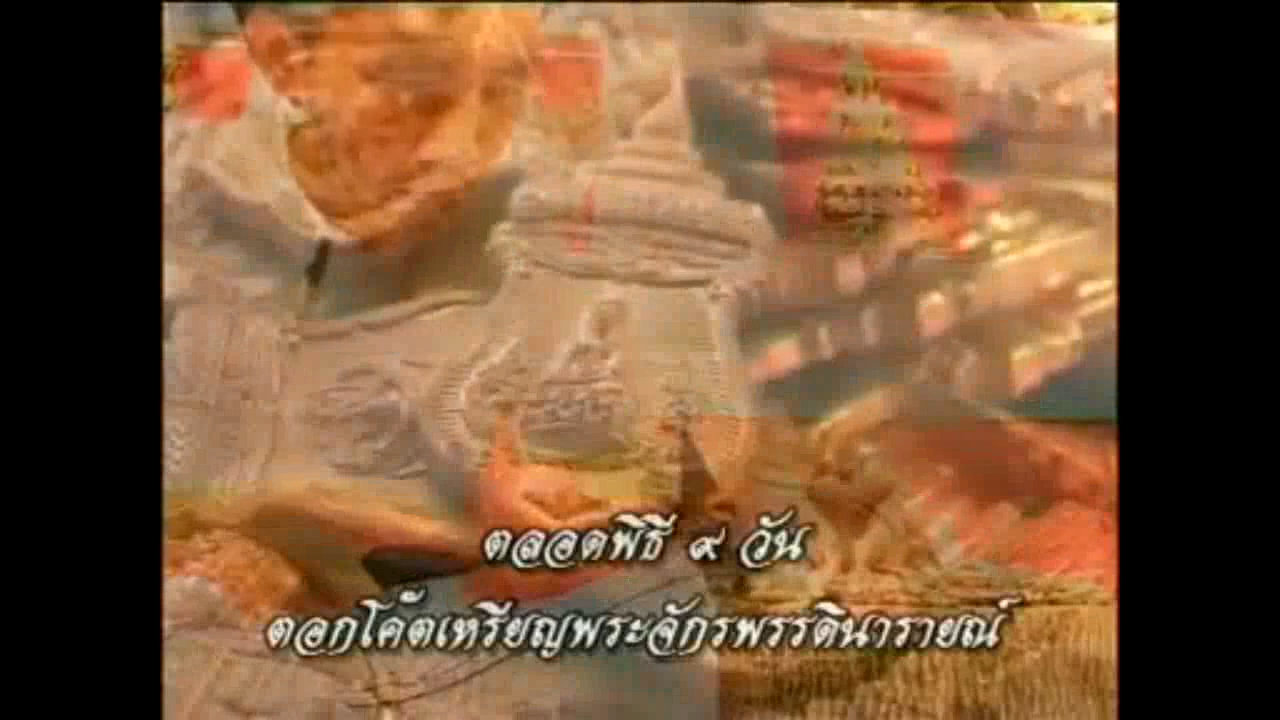 ตลอดพิธี ๙ วัน
ตอกโค๊ตเหรียญพระจักรพรรดินารายณ์